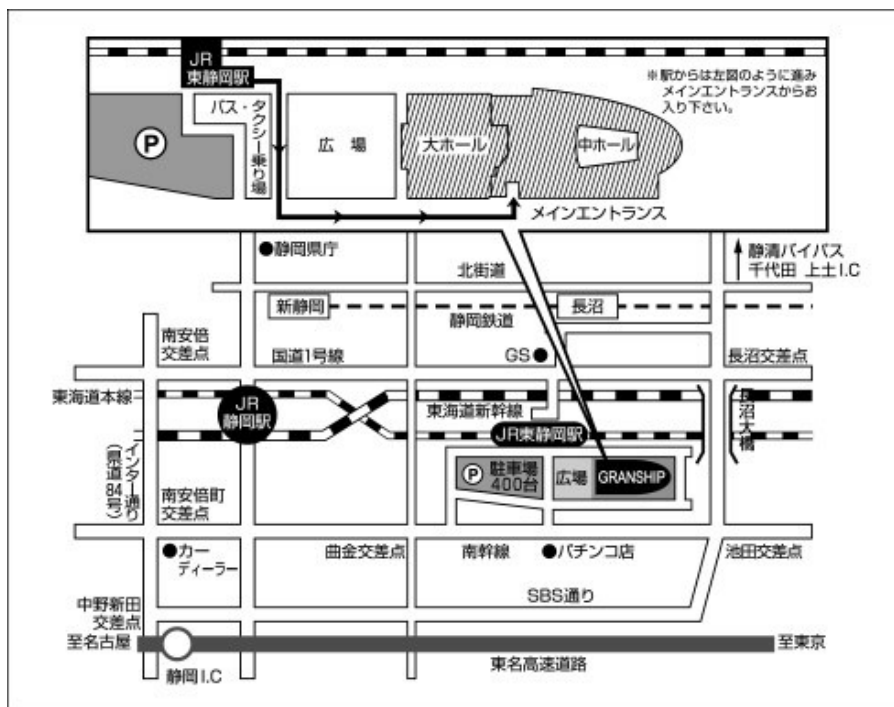 JR
東静岡駅
※駅からは左図のように進み
メインエントランスからお
入り下さい。
バス・タクシー乗り場
P
広 場
大ホール
中ホール
メインエントランス
静岡県庁
北街道
静清バイパス
千代田 上土I.C
新静岡
長沼
静岡鉄道
南安倍
交差点
国道1号線
GS
長沼交差点
東海道本線
JR
静岡駅
東海道新幹線
JR東静岡駅
長沼大橋
インター通り
(県道84号)
P
駐車場
400台
広場
GRANSHIP
南安倍町
交差点
カー
ディーラー
曲金交差点
南幹線
パチンコ店
池田交差点
SBS通り
中野新田
交差点
至名古屋
至東京
東名高速道路
静岡I.C